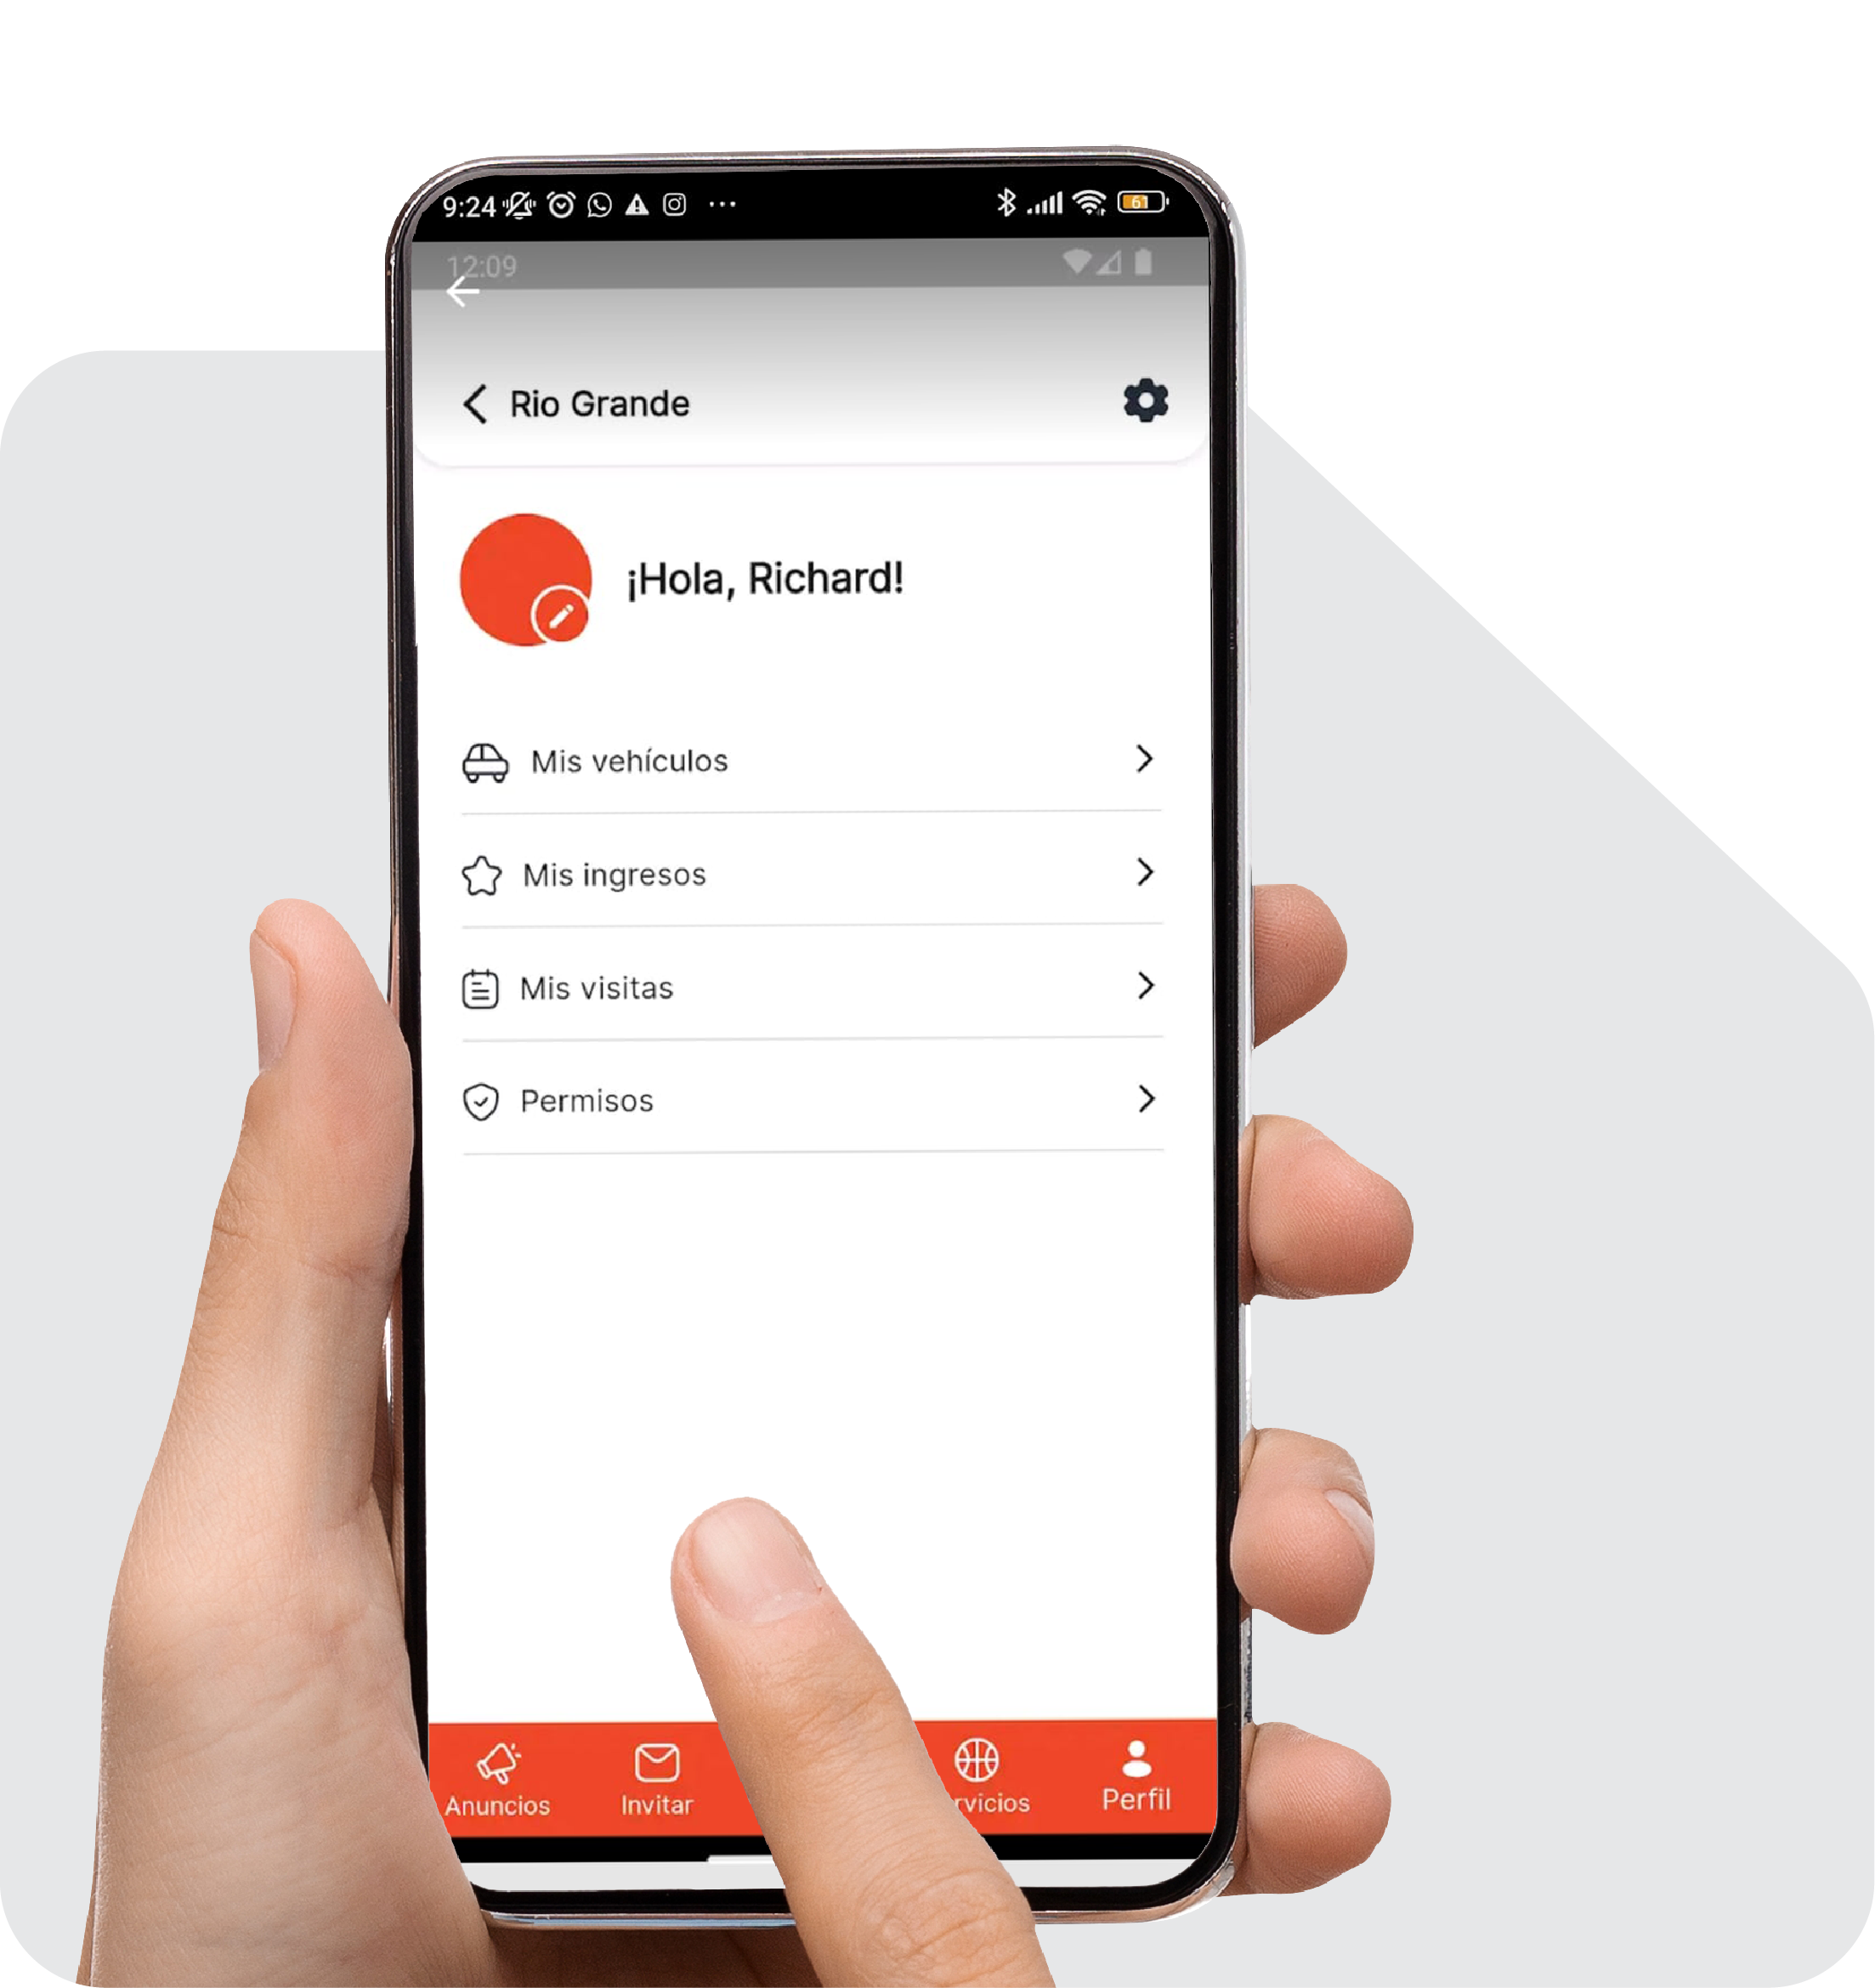 9:24 61
12:09
Rio Grande
¡Hola, Richard!
Mis vehículos
Mis ingresos
Mis visitas
Permisos
Anuncios Invitar rvicios Perfil